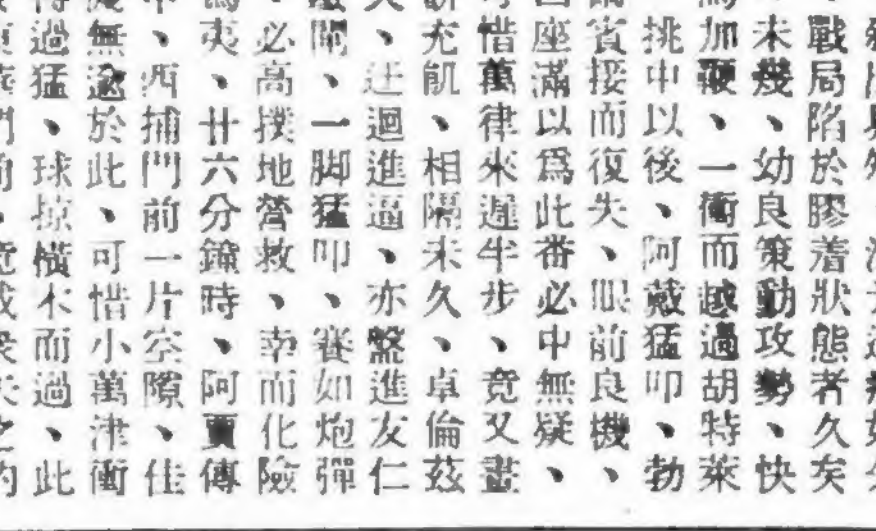 戰局陷於膠着狀態者久矣
未幾、幼良策動攻勢、快
加鞭、一衝而越過胡特萊
挑中以後、阿戴猛叩、勃
賓接而復失、眼前良機、
座滿以爲此番必中無疑、
惜萬律來遲半步、竟又畫
充飢、相隔未久、卓倫茲
、迂迴進逼、亦盤進友仁
閙、一脚猛叩、賽如炮彈
必高撲地營救、幸而化險
夷、廿六分鐘時、阿賈傳
、西捕門前一片空隙、佳
無逾於此、可惜小萬津衝
過猛、球掠橫木而過、此